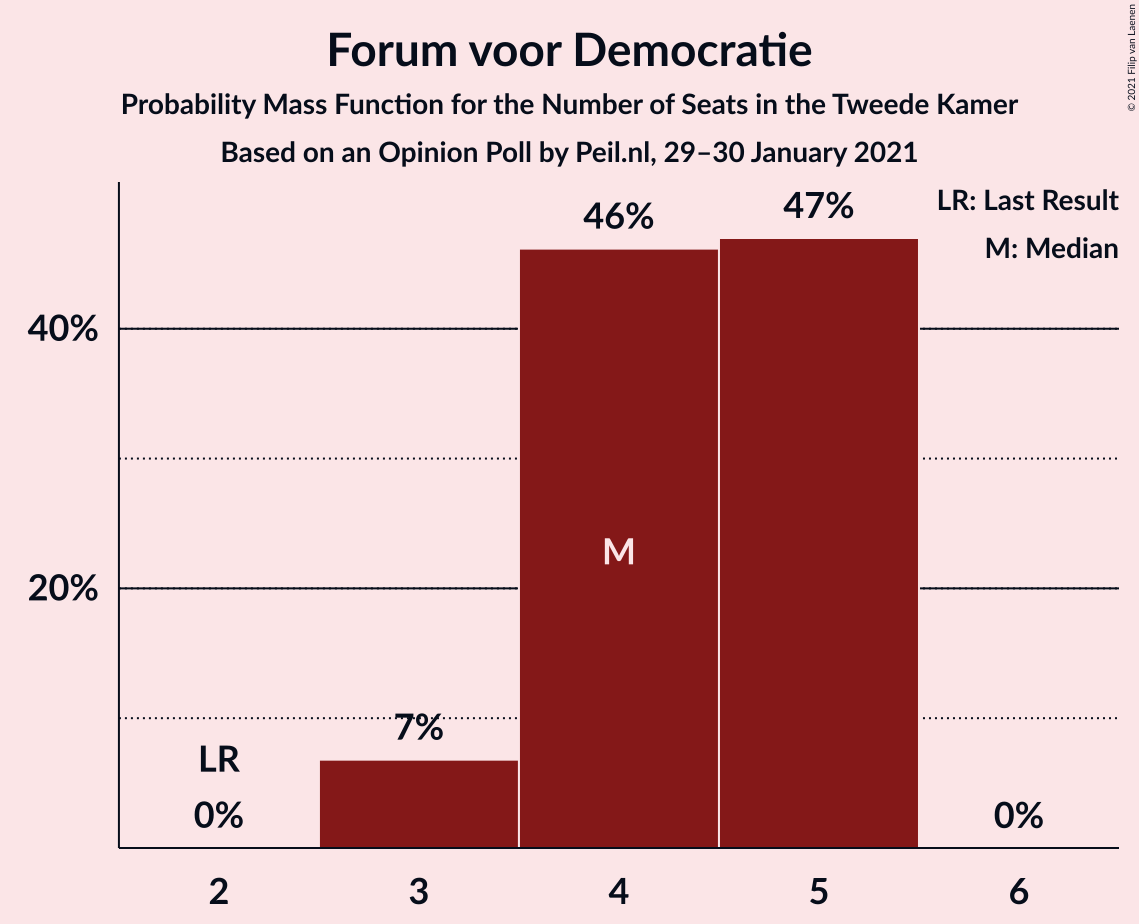 Forum voor Democratie
Probability Mass Function for the Number of Seats in the Tweede Kamer
Based on an Opinion Poll by Peil.nl, 29–30 January 2021
© 2021 Filip van Laenen
LR: Last Result
M: Median
46%
47%
40%
M
20%
7%
LR
0%
0%
2
3
4
5
6